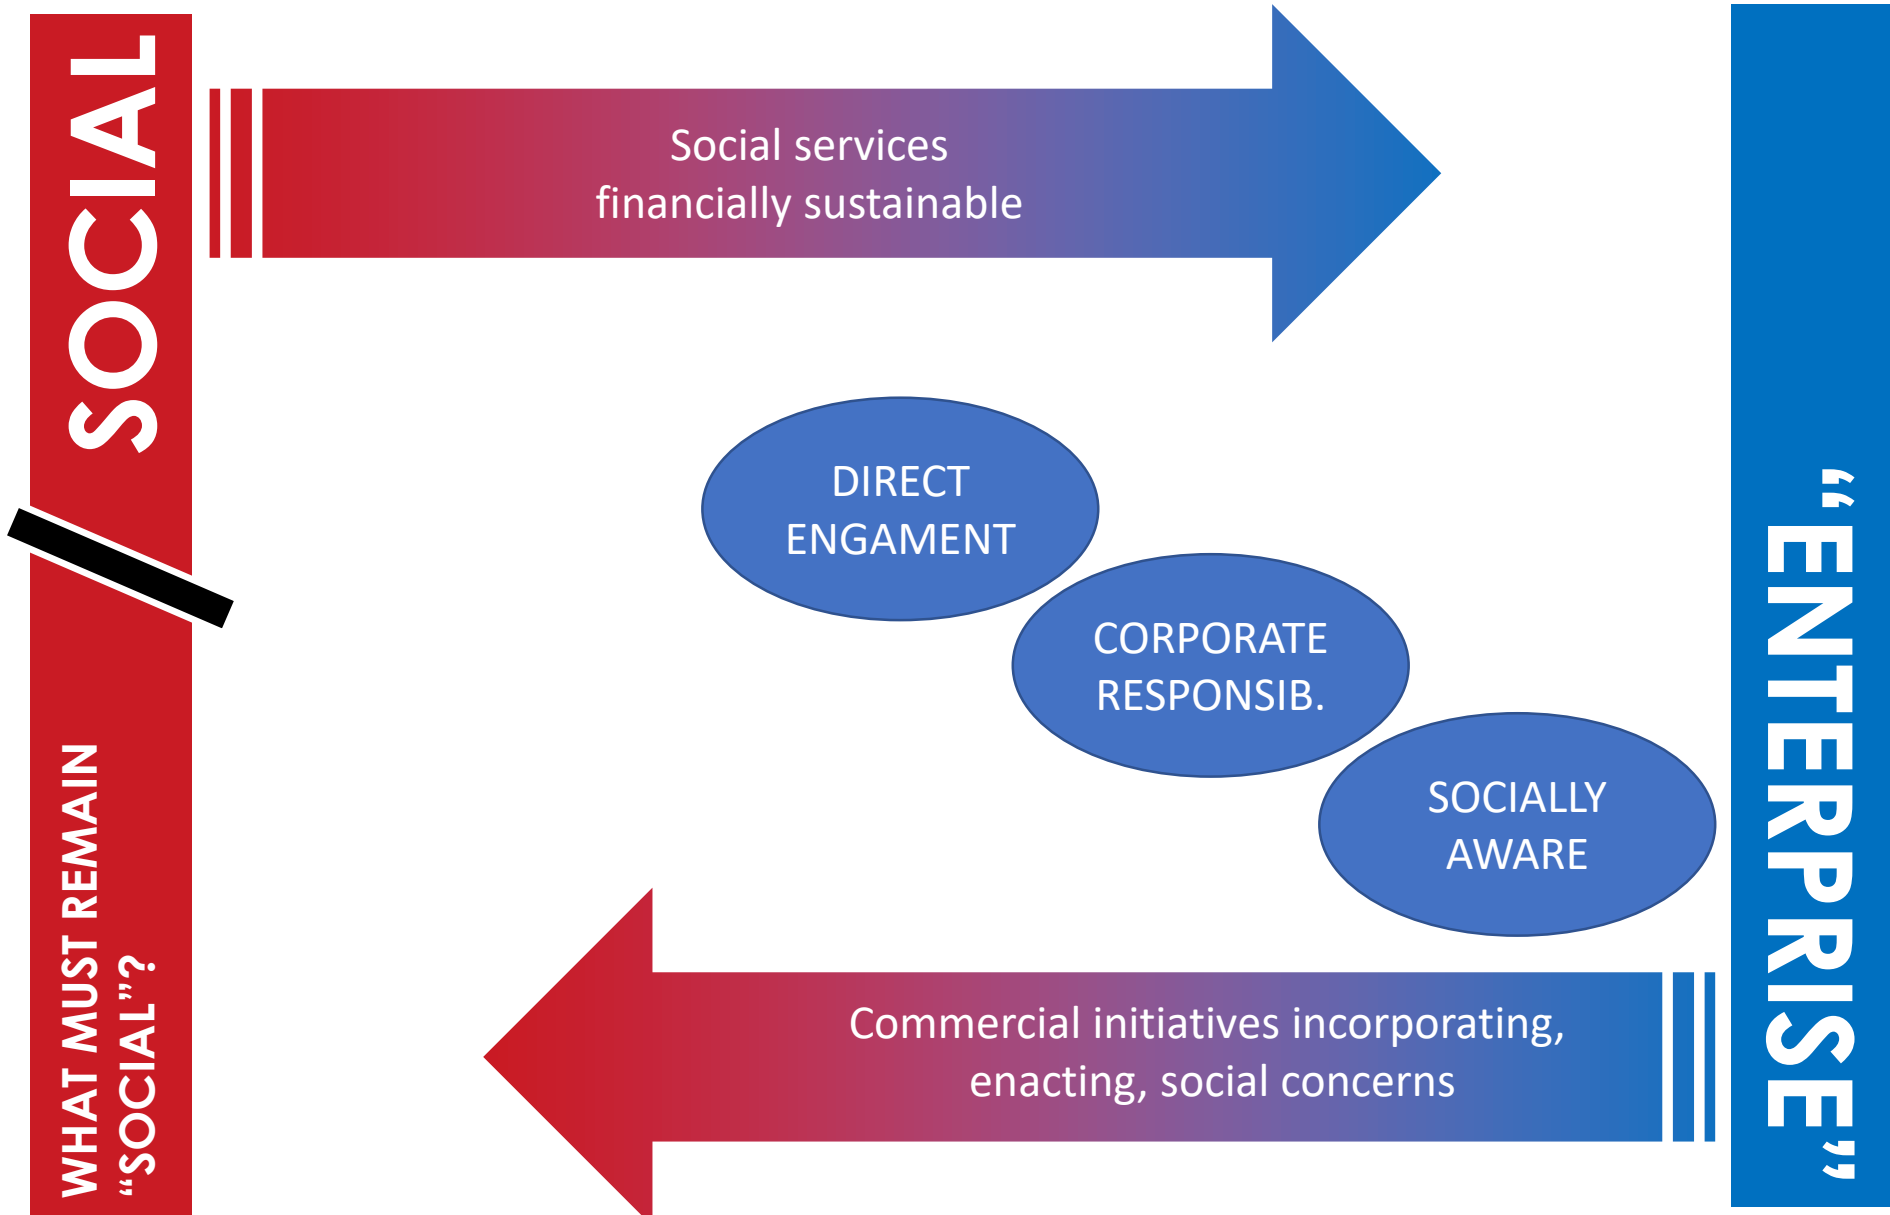 SOCIAL
WHAT MUST REMAIN
“SOCIAL”?
Social services
financially sustainable
DIRECT
ENGAMENT
CORPORATE
RESPONSIB.
SOCIALLY
AWARE
Commercial initiatives incorporating,
enacting, social concerns
“ENTERPRISE”